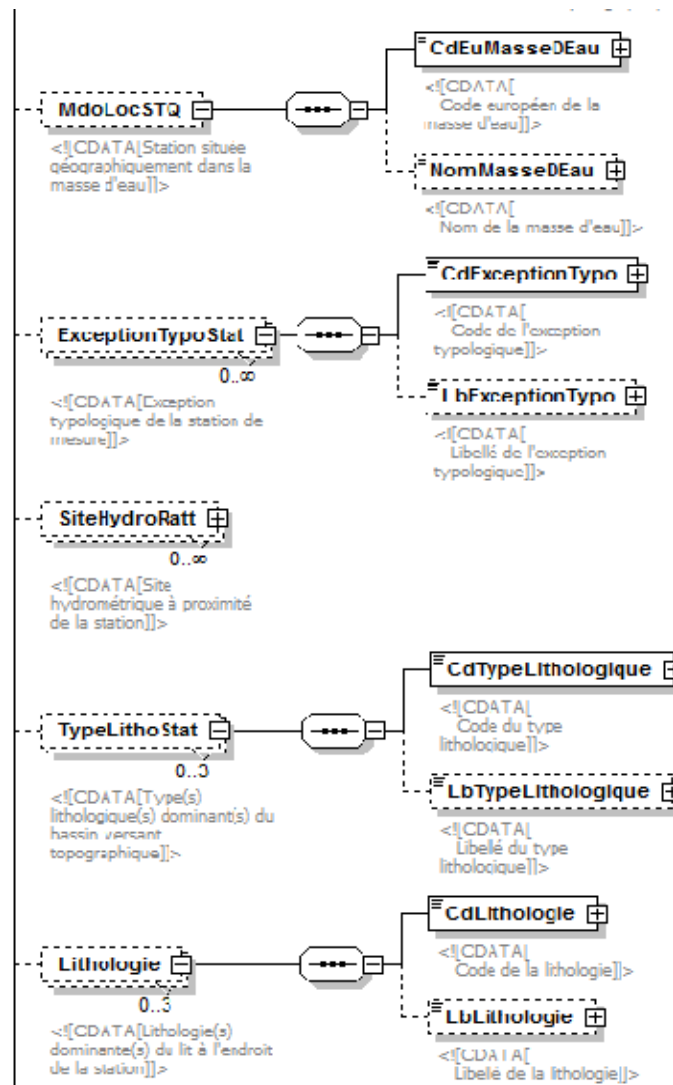 CdEuMasseDEau
<![CDATA[
Code européen de la
masse d'eau]]>
MdoLocSTQ
<![CDATA[Station située
géographiquement dans la
masse d'eau]]>
NomMasseDEau
<![CDATA[
Nom de la masse d'eau]]>
CdExceptionTypo
<![CDATA[
Code de l'exception
typologique]]>
ExceptionTypoStat
0..∞
<![CDATA[Exception
typologique de la station de
mesure]]>
LbExceptionTypo
<![CDATA[
Libellé de l'exception
typologique]]>
SiteHydroRatt
0..∞
<![CDATA[Site
hydrométrique à proximité
de la station]]>
CdTypeLithologique
<![CDATA[
Code du type
lithologique]]>
TypeLithoStat
0..3
<![CDATA[Type(s)
lithologique(s) dominant(s) du
bassin versant
topographique]]>
LbTypeLithologique
<![CDATA[
Libellé du type
lithologique]]>
CdLithologie
<![CDATA[
Code de la lithologie]]>
Lithologie
0..3
<![CDATA[Lithologie(s)
dominante(s) du lit à l'endroit
de la station]]>
LbLithologie
<![CDATA[
Libellé de la lithologie]]>